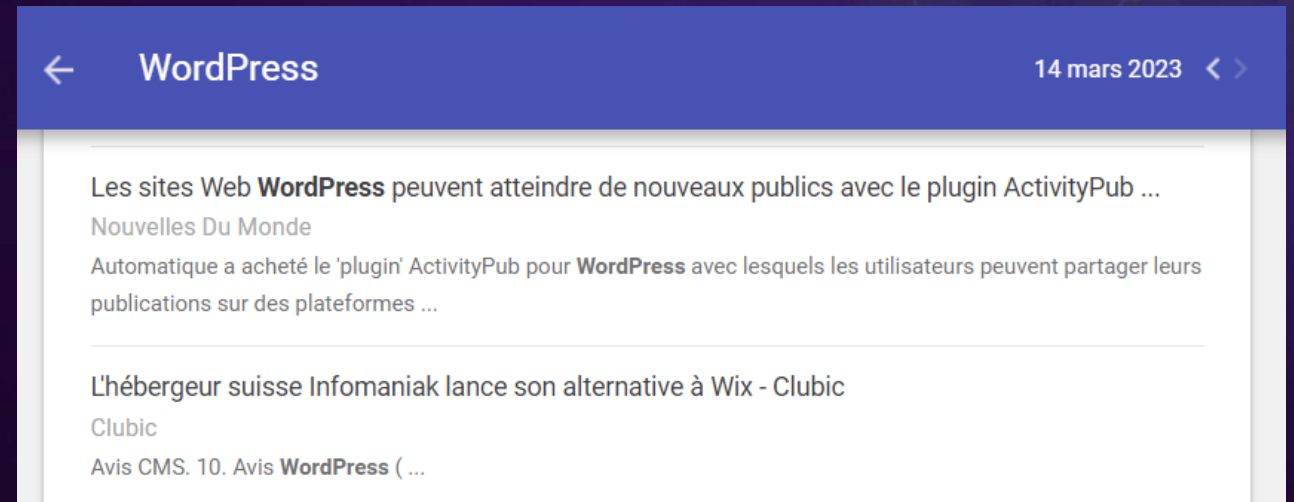 WordPress
14 mars 2023
Les sites Web WordPress peuvent atteindre de nouveaux publics avec le plugin ActivityPub ...
Nouvelles Du Monde
Automatique a acheté le 'plugin' ActivityPub pour WordPress avec lesquels les utilisateurs peuvent partager leurs
publications sur des plateformes ...
L'hébergeur suisse Infomaniak lance son alternative à Wix - Clubic
Clubic
Avis CMS. 10. Avis WordPress ( ...